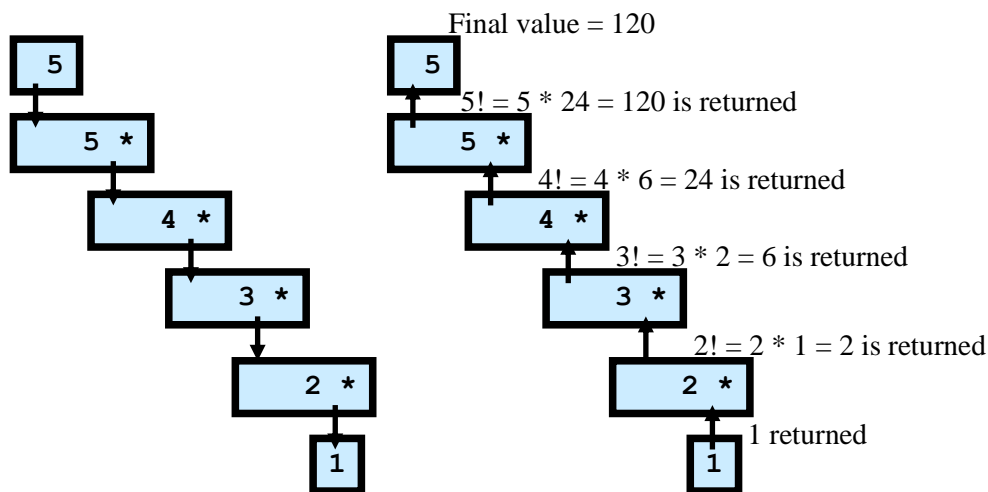 Final value = 120
5
5
5! = 5 * 24 = 120 is returned
5 *
5 *
4! = 4 * 6 = 24 is returned
4 *
4 *
3! = 3 * 2 = 6 is returned
3 *
3 *
2! = 2 * 1 = 2 is returned
2 *
2 *
1 returned
1
1